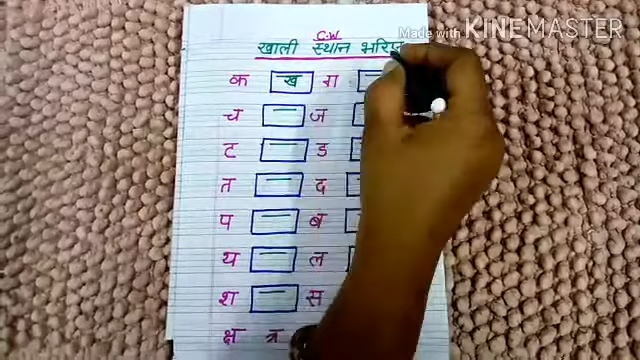 Made with KINEMASTER
C.W
खाली स्थान भरिए
क ख ग
च ज
ट ड
त द
प ब
य ल
श स
क्ष त्र